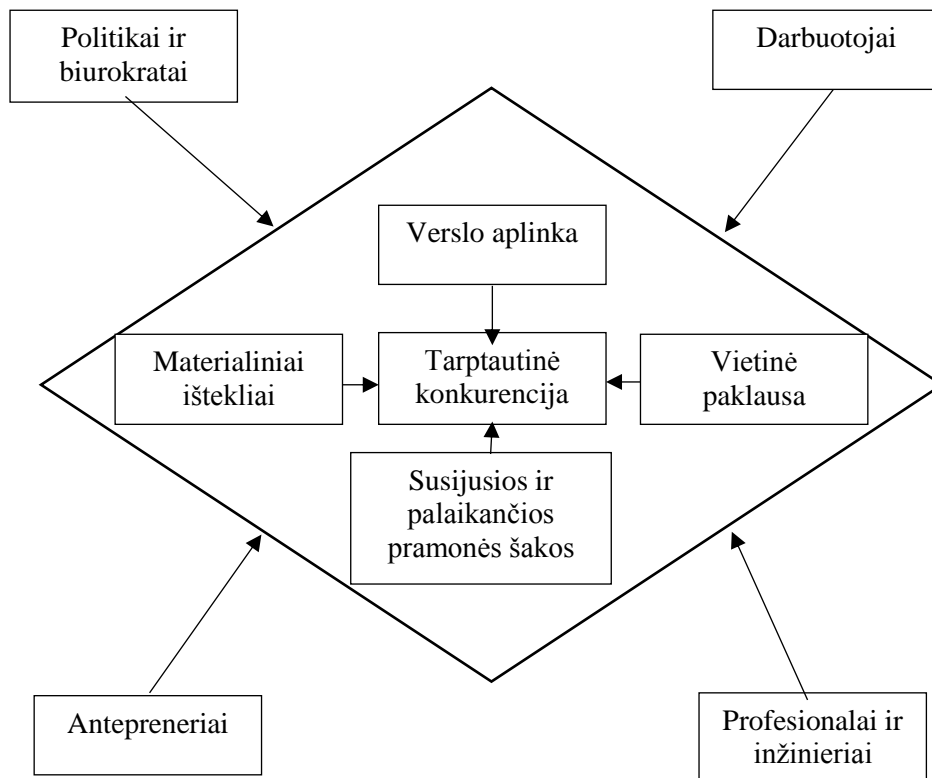 Politikai ir
biurokratai
Darbuotojai
Verslo aplinka
Materialiniai
ištekliai
Tarptautinė
konkurencija
Vietinė
paklausa
Susijusios ir
palaikančios
pramonės šakos
Antepreneriai
Profesionalai ir
inžinieriai